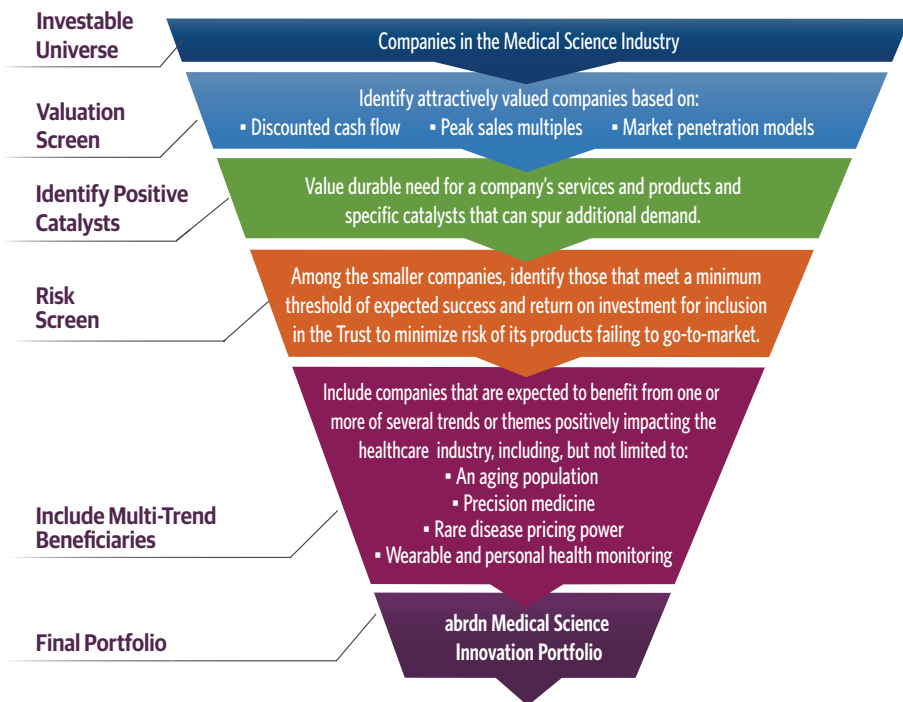 Investable
Universe
Companies in the Medical Science Industry
Valuation
Screen
Identify attractively valued companies based on:
▪ Discounted cash flow ▪ Peak sales multiples ▪ Market penetration models
Identify Positive
Catalysts
Value durable need for a company’s services and products and
specific catalysts that can spur additional demand.
Risk
Screen
Among the smaller companies, identify those that meet a minimum
threshold of expected success and return on investment for inclusion
in the Trust to minimize risk of its products failing to go-to-market.
Include Multi-Trend
Beneficiaries
Include companies that are expected to benefit from one or
more of several trends or themes positively impacting the
healthcare industry, including, but not limited to:
▪ An aging population
▪ Precision medicine
▪ Rare disease pricing power
▪ Wearable and personal health monitoring
Final Portfolio
abrdn Medical Science
Innovation Portfolio